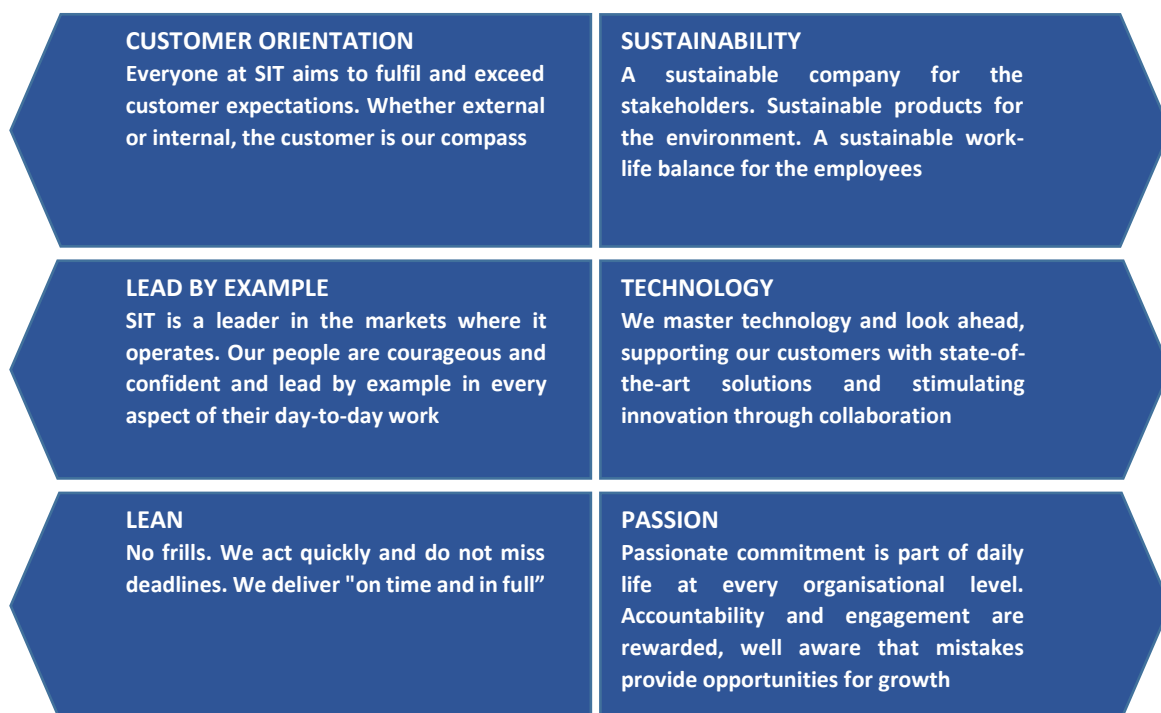 CUSTOMER ORIENTATION
Everyone at SIT aims to fulfil and exceed
customer expectations. Whether external
or internal, the customer is our compass
SUSTAINABILITY
A sustainable company for the
stakeholders. Sustainable products for
the environment. A sustainable work-
life balance for the employees
LEAD BY EXAMPLE
SIT is a leader in the markets where it
operates. Our people are courageous and
confident and lead by example in every
aspect of their day-to-day work
TECHNOLOGY
We master technology and look ahead,
supporting our customers with state-of-
the-art solutions and stimulating
innovation through collaboration
LEAN
No frills. We act quickly and do not miss
deadlines. We deliver "on time and in full”
PASSION
Passionate commitment is part of daily
life at every organisational level.
Accountability and engagement are
rewarded, well aware that mistakes
provide opportunities for growth